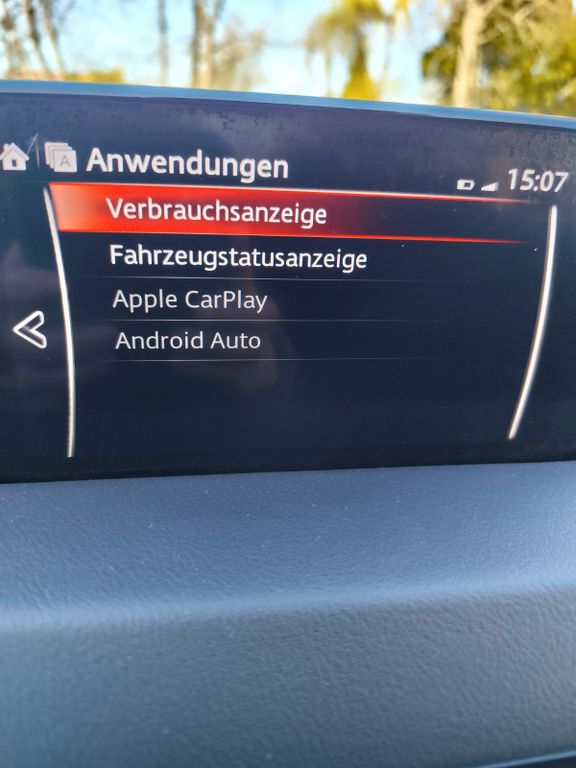 A Anwendungen 15:07
Verbrauchsanzeige
Fahrzeugstatusanzeige
Apple CarPlay
Android Auto